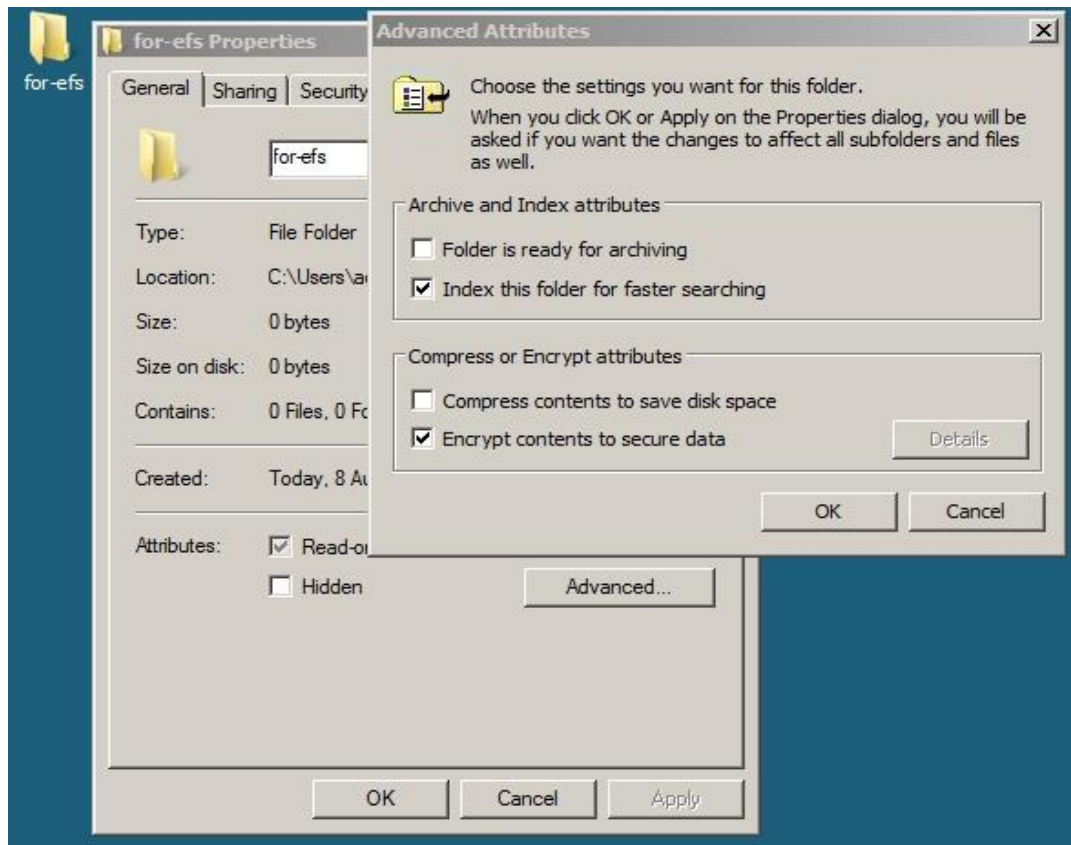 for-efs
for-efs Properties
General
Sharing
Security
for-efs
Type:
File Folder
Location:
C:\Users\a
Size:
0 bytes
Size on disk:
0 bytes
Contains:
0 Files, 0 Fo
Created:
Today, 8 Au
Attributes:
Read-o
Hidden
Advanced...
OK
Cancel
Apply
Advanced Attributes
Choose the settings you want for this folder.
When you click OK or Apply on the Properties dialog, you will be
asked if you want the changes to affect all subfolders and files
as well.
Archive and Index attributes
Folder is ready for archiving
Index this folder for faster searching
Compress or Encrypt attributes
Compress contents to save disk space
Encrypt contents to secure data
Details
OK
Cancel